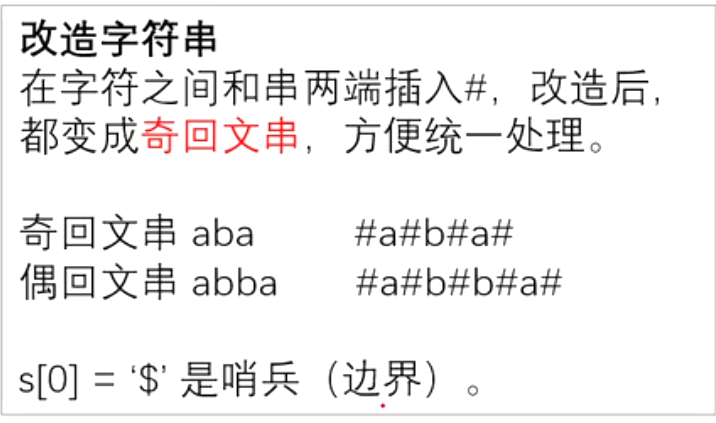 改造字符串
在字符之间和串两端插入#，改造后，
都变成奇回文串，方便统一处理。
奇回文串 aba #a#b#a#
偶回文串 abba #a#b#b#a#
s[0] = ‘$’ 是哨兵（边界）。